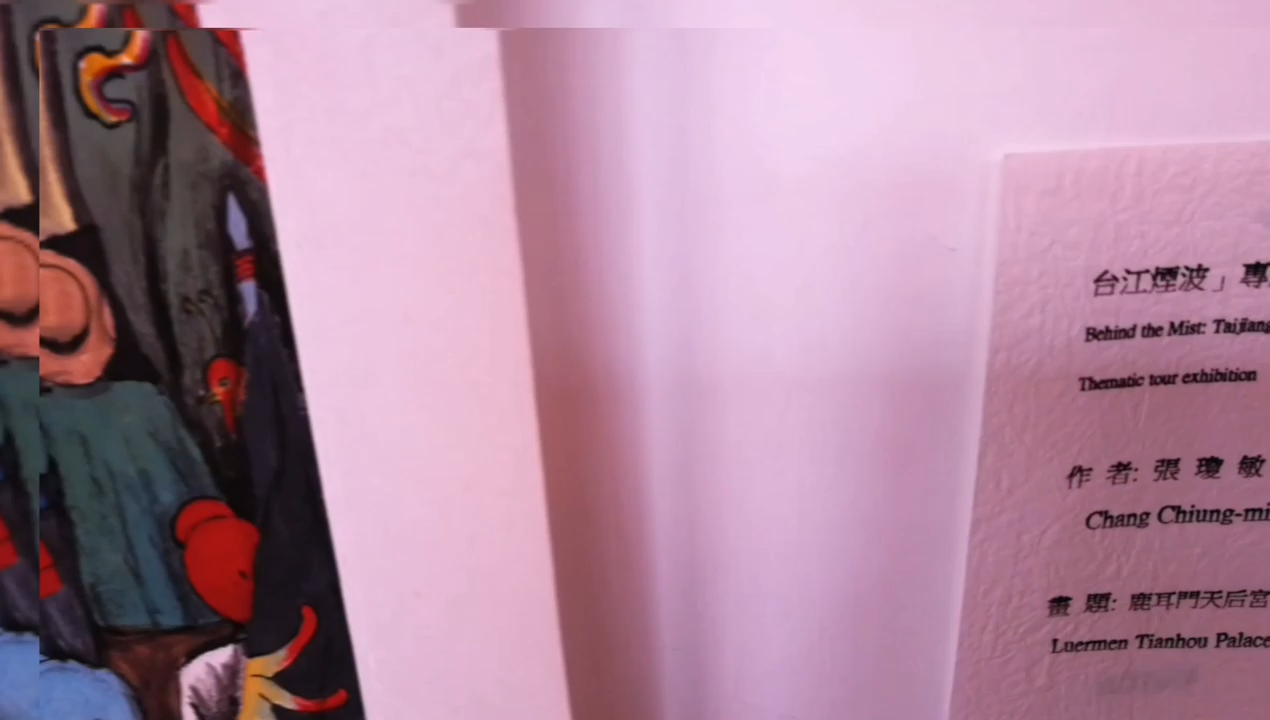 台江煙波」專
Behind the Mist: Taijiang
Thematic tour exhibition
作 者: 張 瓊 敏
Chang Chiung-mi
畫 題: 鹿耳門天后宮
Luermen Tianhou Palace